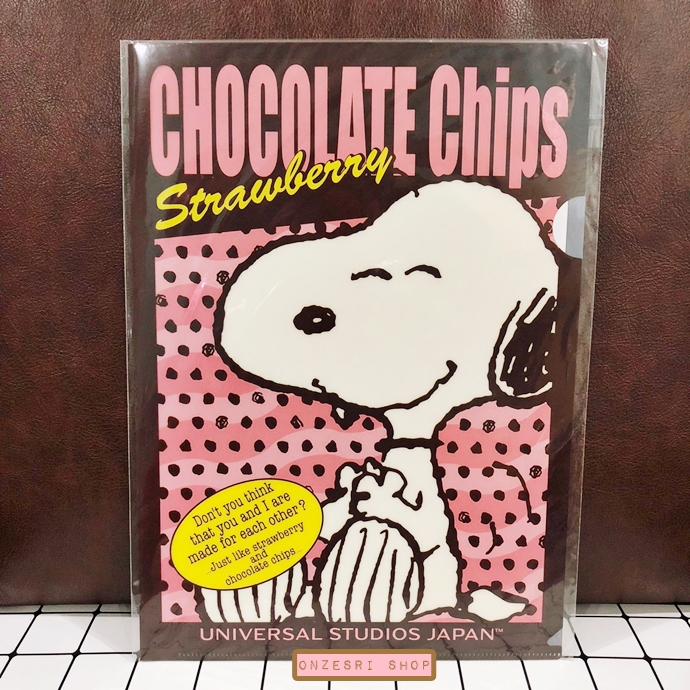 CHOCOLATE Chips
Strawberry
Don't you think
that you and I are
made for each other?
Just like strawberry
and
chocolate chips
UNIVERSAL STUDIOS JAPAN™
ONZESRI SHOP